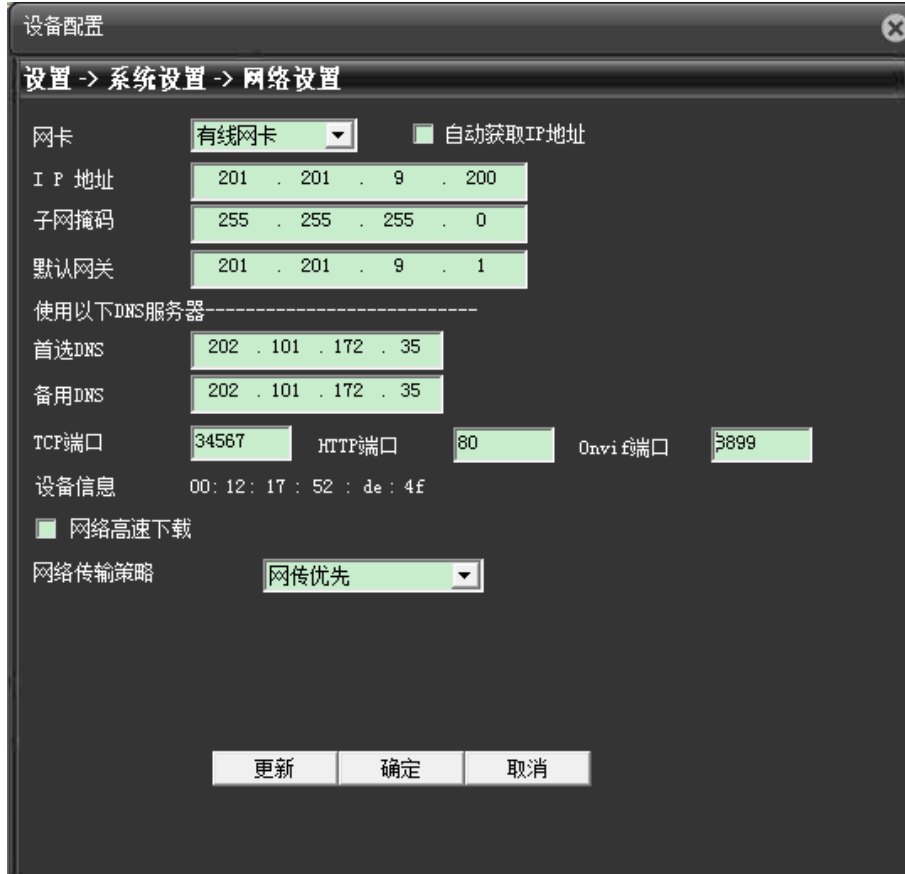 设备配置
设置 -> 系统设置 -> 网络设置
网卡 有线网卡 自动获取IP地址
I P 地址 201 . 201 . 9 . 200
子网掩码 255 . 255 . 255 . 0
默认网关 201 . 201 . 9 . 1
使用以下DNS服务器---------------------------
首选DNS 202 . 101 . 172 . 35
备用DNS 202 . 101 . 172 . 35
TCP端口 34567 HTTP端口 80 Onvif端口 8899
设备信息 00: 12: 17 : 52 : de : 4f
网络高速下载
网络传输策略 网传优先
更新 确定 取消